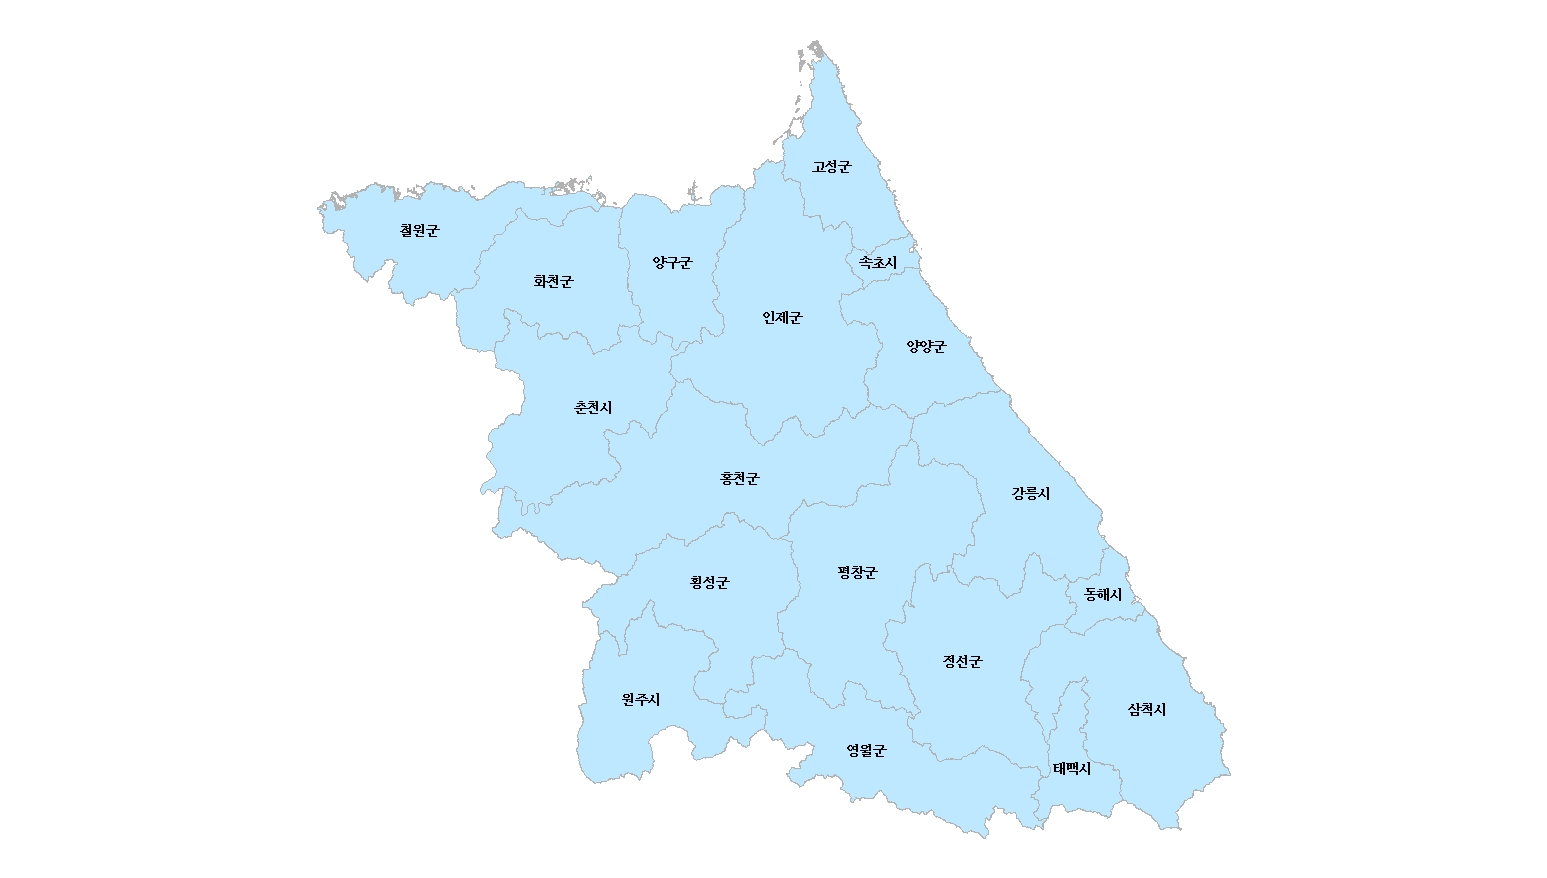 고성군
철원군
속초시
양구군
화천군
인제군
양양군
춘천시
홍천군
강릉시
평창군
횡성군
동해시
정선군
원주시
삼척시
영월군
태백시